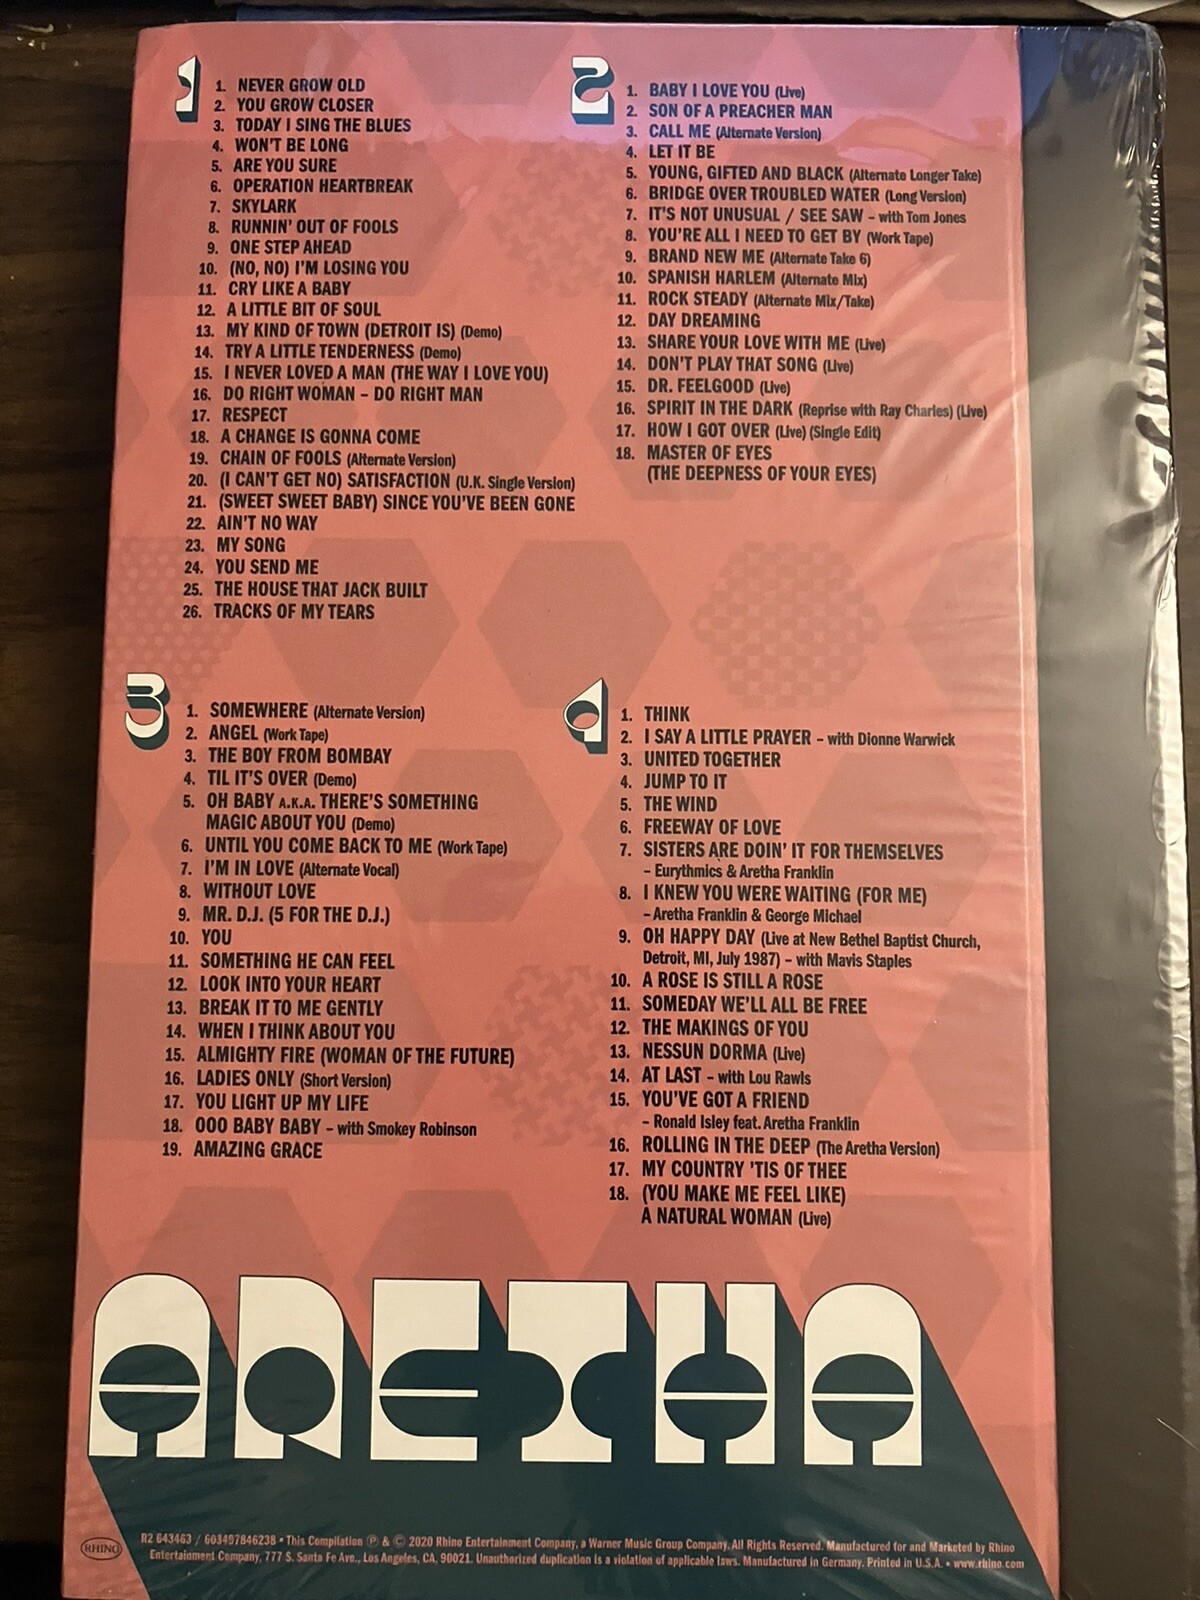 1
1. NEVER GROW OLD
2. YOU GROW CLOSER
3. TODAY I SING THE BLUES
4. WON'T BE LONG
5. ARE YOU SURE
6. OPERATION HEARTBREAK
7. SKYLARK
8. RUNNIN' OUT OF FOOLS
9. ONE STEP AHEAD
10. (NO, NO) I'M LOSING YOU
11. CRY LIKE A BABY
12. A LITTLE BIT OF SOUL
13. MY KIND OF TOWN (DETROIT IS) (Demo)
14. TRY A LITTLE TENDERNESS (Demo)
15. I NEVER LOVED A MAN (THE WAY I LOVE YOU)
16. DO RIGHT WOMAN – DO RIGHT MAN
17. RESPECT
18. A CHANGE IS GONNA COME
19. CHAIN OF FOOLS (Alternate Version)
20. (I CAN'T GET NO) SATISFACTION (U.K. Single Version)
21. (SWEET SWEET BABY) SINCE YOU'VE BEEN GONE
22. AIN'T NO WAY
23. MY SONG
24. YOU SEND ME
25. THE HOUSE THAT JACK BUILT
26. TRACKS OF MY TEARS
2
1. BABY I LOVE YOU (Live)
2. SON OF A PREACHER MAN
3. CALL ME (Alternate Version)
4. LET IT BE
5. YOUNG, GIFTED AND BLACK (Alternate Longer Take)
6. BRIDGE OVER TROUBLED WATER (Long Version)
7. IT'S NOT UNUSUAL / SEE SAW – with Tom Jones
8. YOU'RE ALL I NEED TO GET BY (Work Tape)
9. BRAND NEW ME (Alternate Take 6)
10. SPANISH HARLEM (Alternate Mix)
11. ROCK STEADY (Alternate Mix/Take)
12. DAY DREAMING
13. SHARE YOUR LOVE WITH ME (Live)
14. DON'T PLAY THAT SONG (Live)
15. DR. FEELGOOD (Live)
16. SPIRIT IN THE DARK (Reprise with Ray Charles) (Live)
17. HOW I GOT OVER (Live) (Single Edit)
18. MASTER OF EYES
(THE DEEPNESS OF YOUR EYES)
3
1. SOMEWHERE (Alternate Version)
2. ANGEL (Work Tape)
3. THE BOY FROM BOMBAY
4. TIL IT'S OVER (Demo)
5. OH BABY A.K.A. THERE'S SOMETHING
MAGIC ABOUT YOU (Demo)
6. UNTIL YOU COME BACK TO ME (Work Tape)
7. I'M IN LOVE (Alternate Vocal)
8. WITHOUT LOVE
9. MR. D.J. (5 FOR THE D.J.)
10. YOU
11. SOMETHING HE CAN FEEL
12. LOOK INTO YOUR HEART
13. BREAK IT TO ME GENTLY
14. WHEN I THINK ABOUT YOU
15. ALMIGHTY FIRE (WOMAN OF THE FUTURE)
16. LADIES ONLY (Short Version)
17. YOU LIGHT UP MY LIFE
18. OOO BABY BABY – with Smokey Robinson
19. AMAZING GRACE
4
1. THINK
2. I SAY A LITTLE PRAYER – with Dionne Warwick
3. UNITED TOGETHER
4. JUMP TO IT
5. THE WIND
6. FREEWAY OF LOVE
7. SISTERS ARE DOIN' IT FOR THEMSELVES
– Eurythmics & Aretha Franklin
8. I KNEW YOU WERE WAITING (FOR ME)
– Aretha Franklin & George Michael
9. OH HAPPY DAY (Live at New Bethel Baptist Church,
Detroit, MI, July 1987) – with Mavis Staples
10. A ROSE IS STILL A ROSE
11. SOMEDAY WE'LL ALL BE FREE
12. THE MAKINGS OF YOU
13. NESSUN DORMA (Live)
14. AT LAST – with Lou Rawls
15. YOU'VE GOT A FRIEND
– Ronald Isley feat. Aretha Franklin
16. ROLLING IN THE DEEP (The Aretha Version)
17. MY COUNTRY 'TIS OF THEE
18. (YOU MAKE ME FEEL LIKE)
A NATURAL WOMAN (Live)
ARETHA
RHINO
R2 643463 / 603497846238 • This Compilation Ⓟ & © 2020 Rhino Entertainment Company, a Warner Music Group Company. All Rights Reserved. Manufactured for and Marketed by Rhino
Entertainment Company, 777 S. Santa Fe Ave., Los Angeles, CA, 90021. Unauthorized duplication is a violation of applicable laws. Manufactured in Germany. Printed in U.S.A. • www.rhino.com